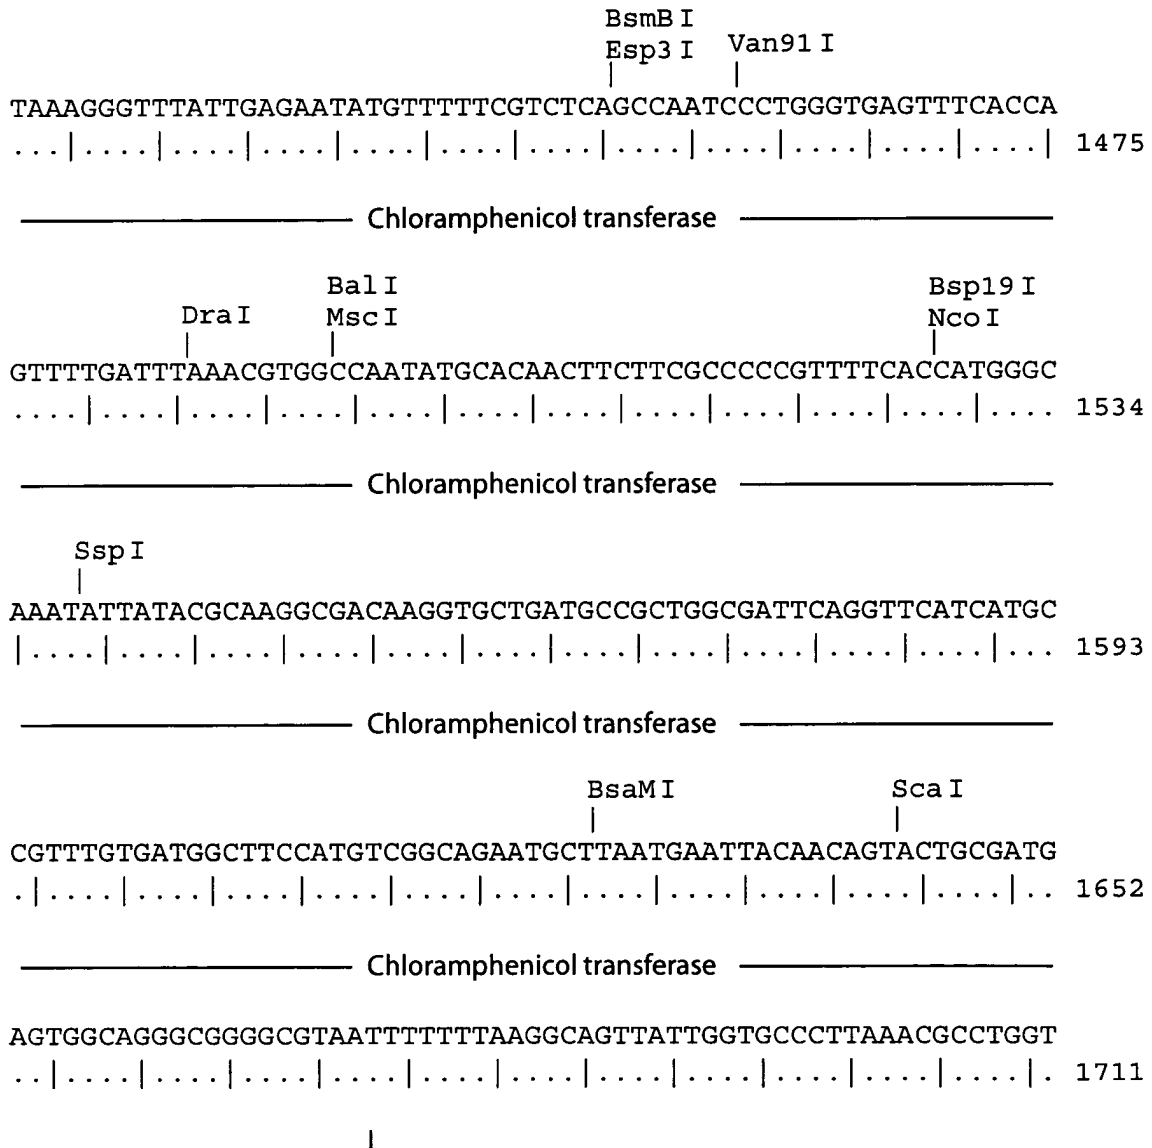 BsmB I
Esp3 I Van91 I
TAAAGGGTTTATTGAGAATATGTTTTTCGTCTCAGCCAATCCCTGGGTGAGTTTCACCA
...|....|....|....|....|....|....|....|....|....|....|....| 1475
Chloramphenicol transferase
Bal I Bsp19 I
Dra I Msc I Nco I
GTTTTGATTTAAACGTGGCCAATATGCACAACTTCTTCGCCCCCGTTTTCACCATGGGC
....|....|....|....|....|....|....|....|....|....|....|.... 1534
Chloramphenicol transferase
Ssp I
AAATATTATACGCAAGGCGACAAGGTGCTGATGCCGCTGGCGATTCAGGTTCATCATGC
|....|....|....|....|....|....|....|....|....|....|....|... 1593
Chloramphenicol transferase
BsaM I Sca I
CGTTTGTGATGGCTTCCATGTCGGCAGAATGCTTAATGAATTACAACAGTACTGCGATG
.|....|....|....|....|....|....|....|....|....|....|....|.. 1652
Chloramphenicol transferase
AGTGGCAGGGCGGGGCGTAATTTTTTTAAGGCAGTTATTGGTGCCCTTAAACGCCTGGT
..|....|....|....|....|....|....|....|....|....|....|....|. 1711